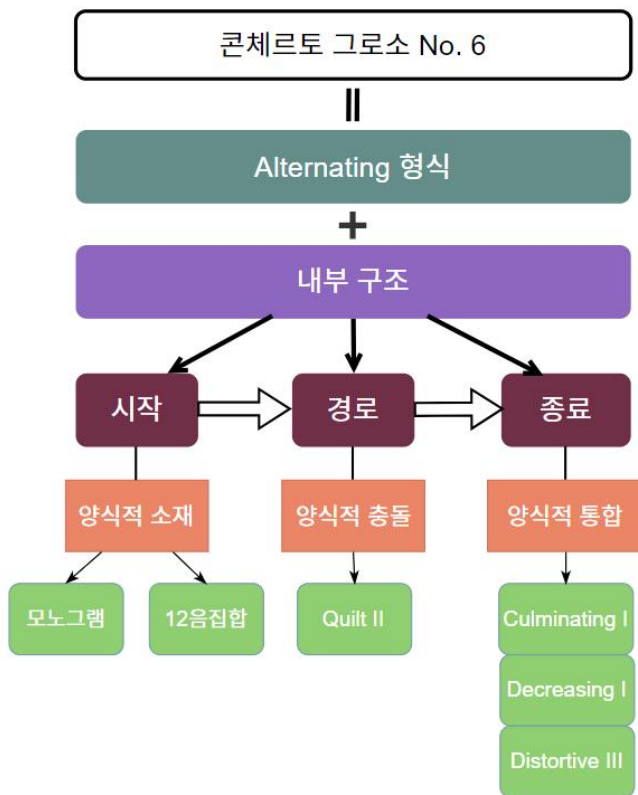 콘체르토 그로소 No. 6
Alternating 형식
+
내부 구조
시작
경로
종료
양식적 소재
양식적 충돌
양식적 통합
모노그램
12음집합
Quilt II
Culminating I
Decreasing I
Distortive III